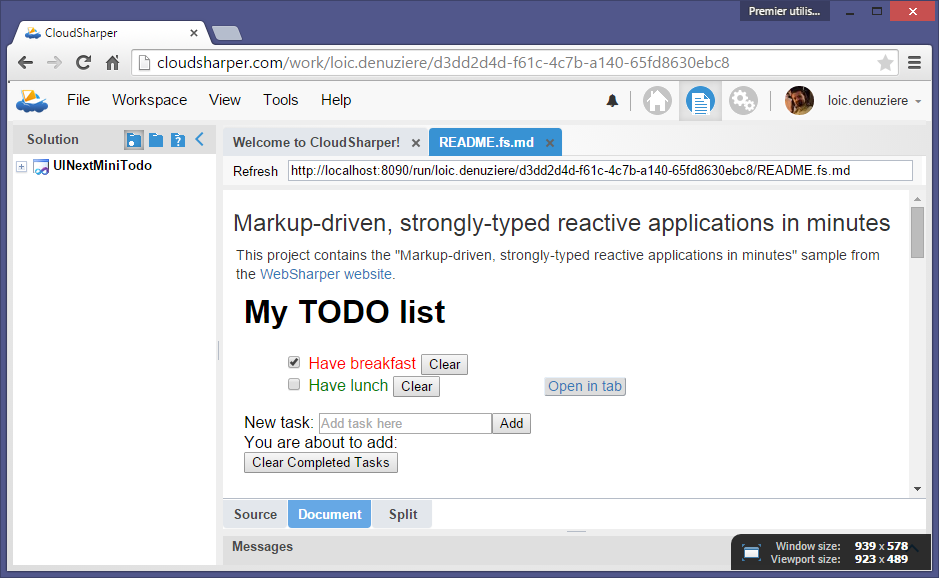 Premier utilis...
CloudSharper
cloudsharper.com/work/loic.denuziere/d3dd2d4d-f61c-4c7b-a140-65fd8630ebc8
File Workspace View Tools Help
loic.denuziere
Solution
Welcome to CloudSharper! README.fs.md
UINextMiniTodo
Refresh http://localhost:8090/run/loic.denuziere/d3dd2d4d-f61c-4c7b-a140-65fd8630ebc8/README.fs.md
Markup-driven, strongly-typed reactive applications in minutes
This project contains the "Markup-driven, strongly-typed reactive applications in minutes" sample from
the WebSharper website.
My TODO list
Have breakfast Clear
Have lunch Clear Open in tab
New task: Add task here Add
You are about to add:
Clear Completed Tasks
Source Document Split
Messages
Window size: 939 x 578
Viewport size: 923 x 489